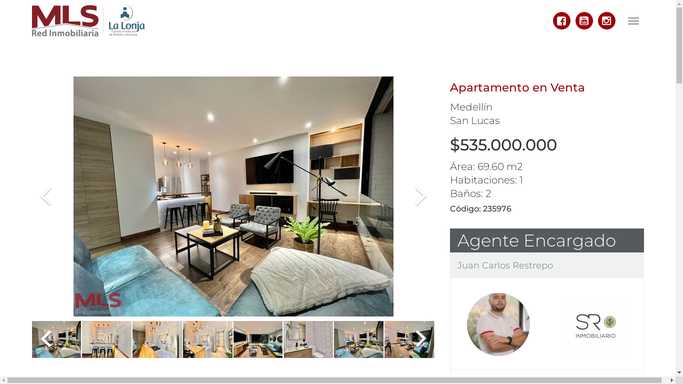 MLS
Red Inmobiliaria
La Lonja
Apartamento en Venta
Medellín
San Lucas
$535.000.000
Área: 69.60 m2
Habitaciones: 1
Baños: 2
Código: 235976
Agente Encargado
Juan Carlos Restrepo
SR
INMOBILIARIO
MLS